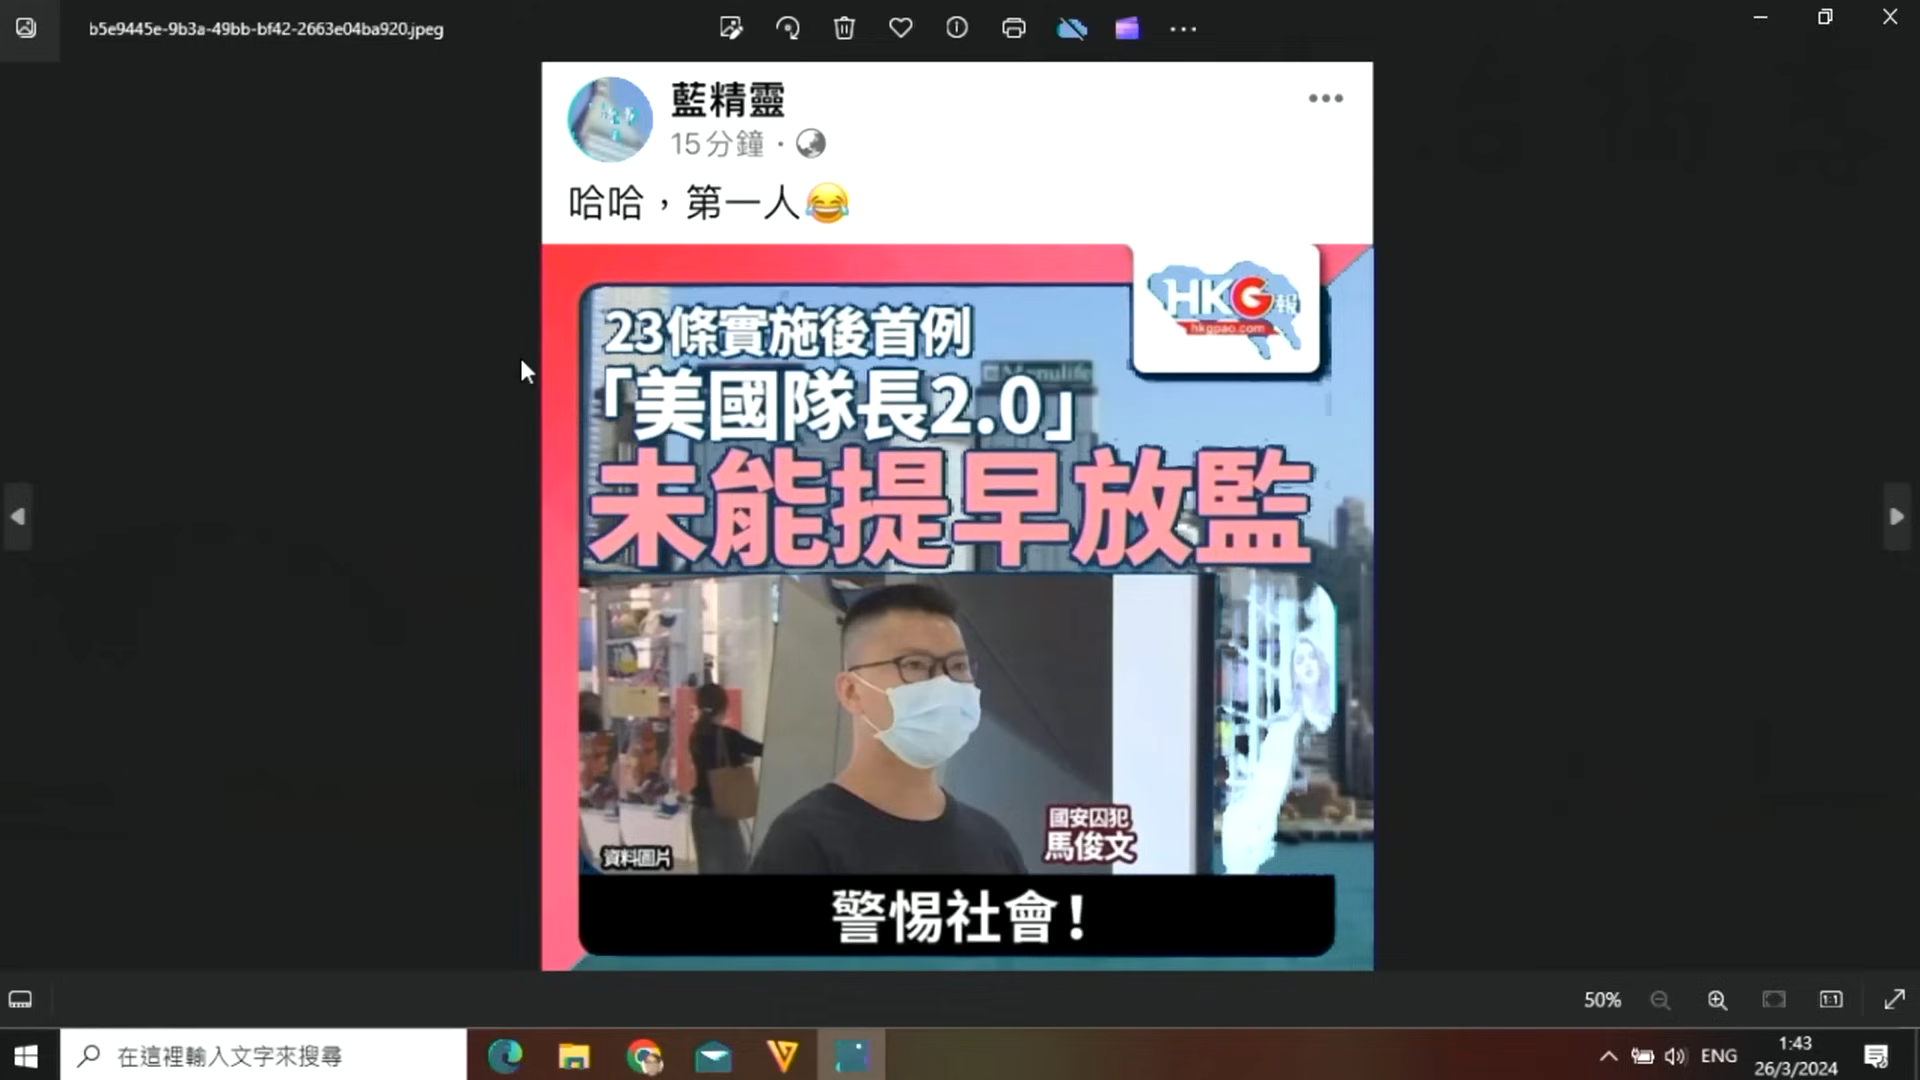 b5e9445e-9b3a-49bb-bf42-2663e04ba920.jpeg
藍精靈
15分鐘 ·
哈哈，第一人😂
HKG報
hkgpao.com
23條實施後首例
Manulife
「美國隊長2.0」
未能提早放監
國安囚犯
馬俊文
資料圖片
警惕社會！
50%
1:1
在這裡輸入文字來搜尋
ENG
1:43
26/3/2024